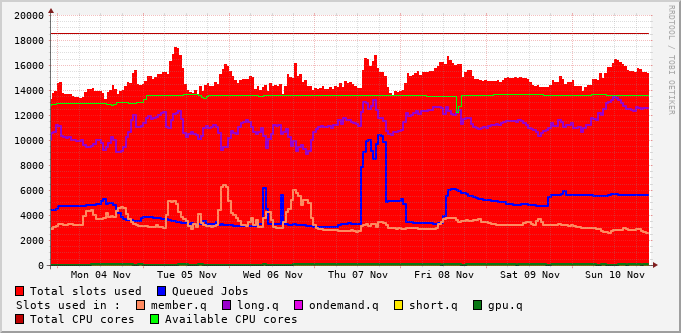 20000
18000
16000
14000
12000
10000
8000
6000
4000
2000
0
Mon 04 Nov Tue 05 Nov Wed 06 Nov Thu 07 Nov Fri 08 Nov Sat 09 Nov Sun 10 Nov
Total slots used Queued Jobs
Slots used in : member.q long.q ondemand.q short.q gpu.q
Total CPU cores Available CPU cores
RRDTOOL / TOBI OETIKER